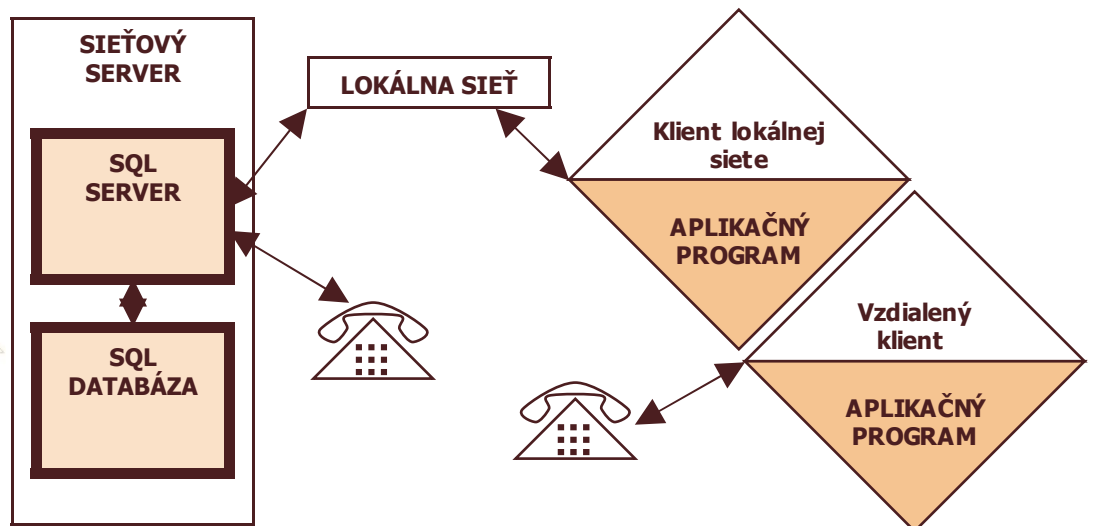 SIEŤOVÝ
SERVER
SQL
SERVER
SQL
DATABÁZA
LOKÁLNA SIEŤ
Klient lokálnej
siete
APLIKAČNÝ
PROGRAM
Vzdialený
klient
APLIKAČNÝ
PROGRAM